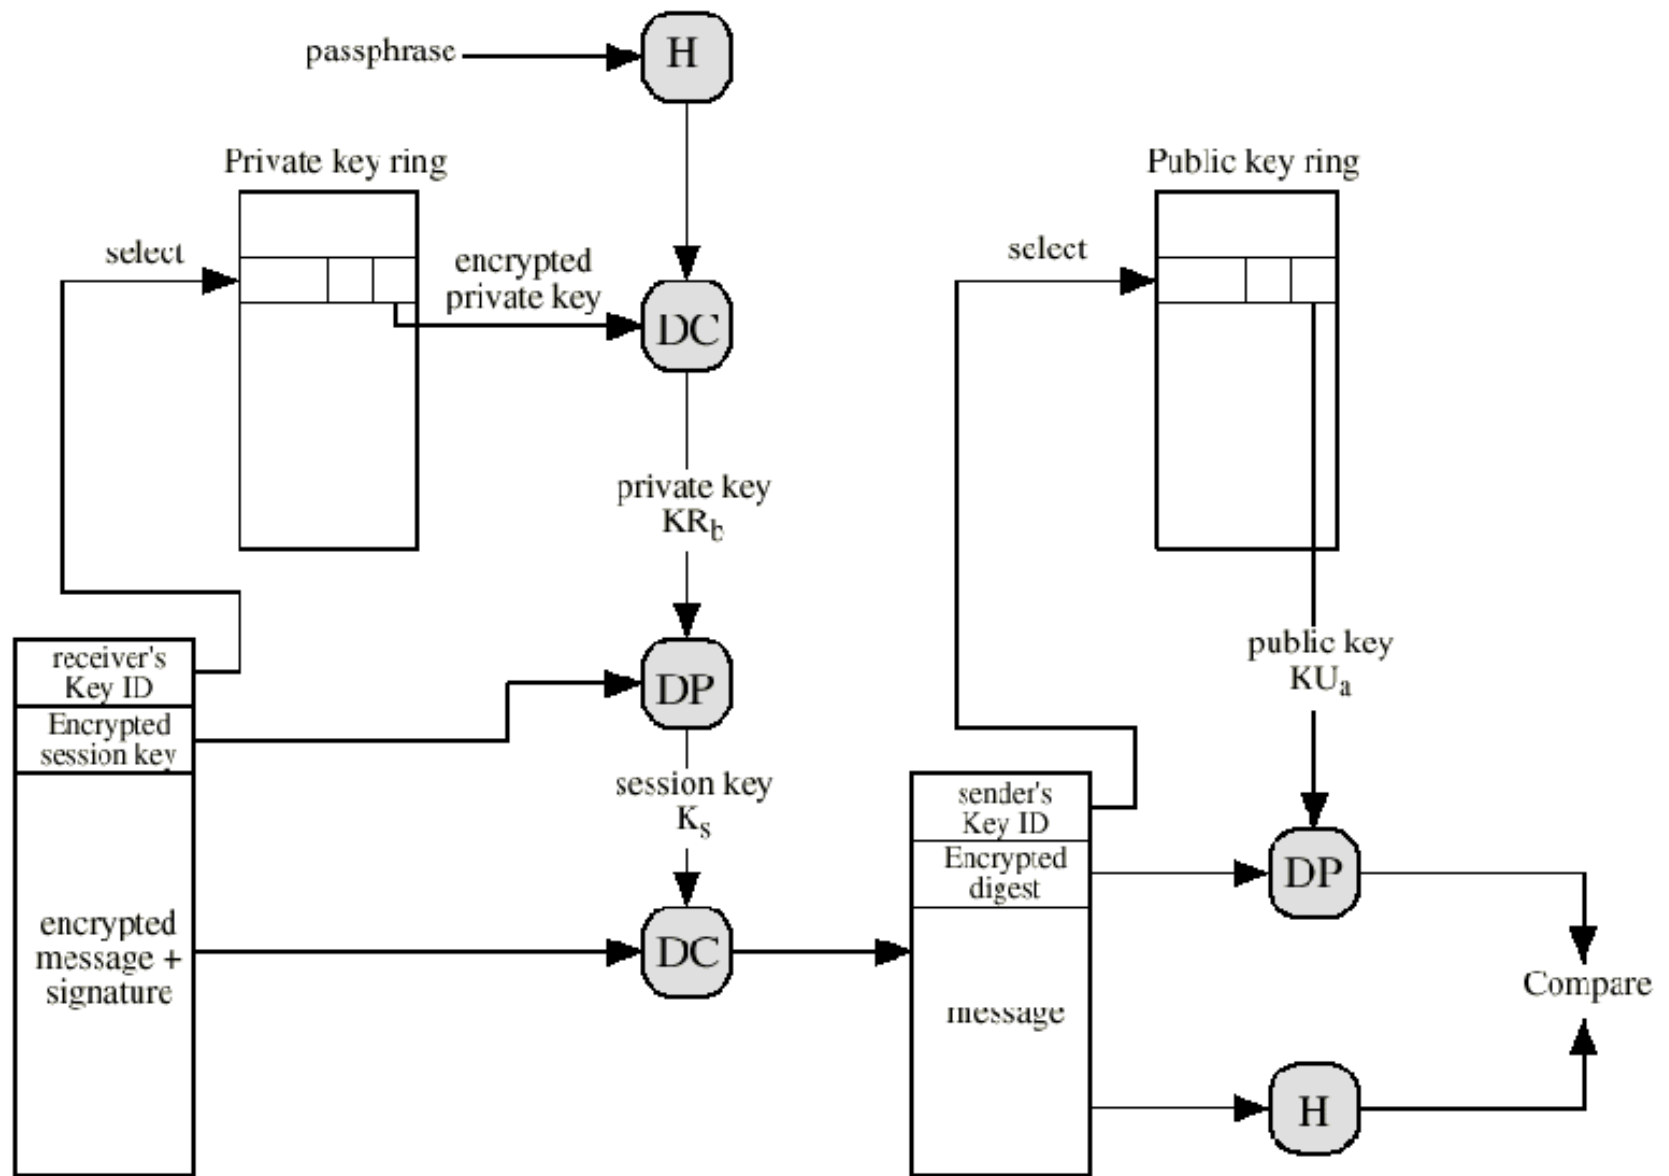 passphrase
H
Private key ring
Public key ring
select
encrypted
private key
select
DC
private key
KRb
receiver's
Key ID
Encrypted
session key
DP
public key
KUa
session key
Ks
sender's
Key ID
Encrypted
digest
DP
encrypted
message +
signature
DC
message
Compare
H